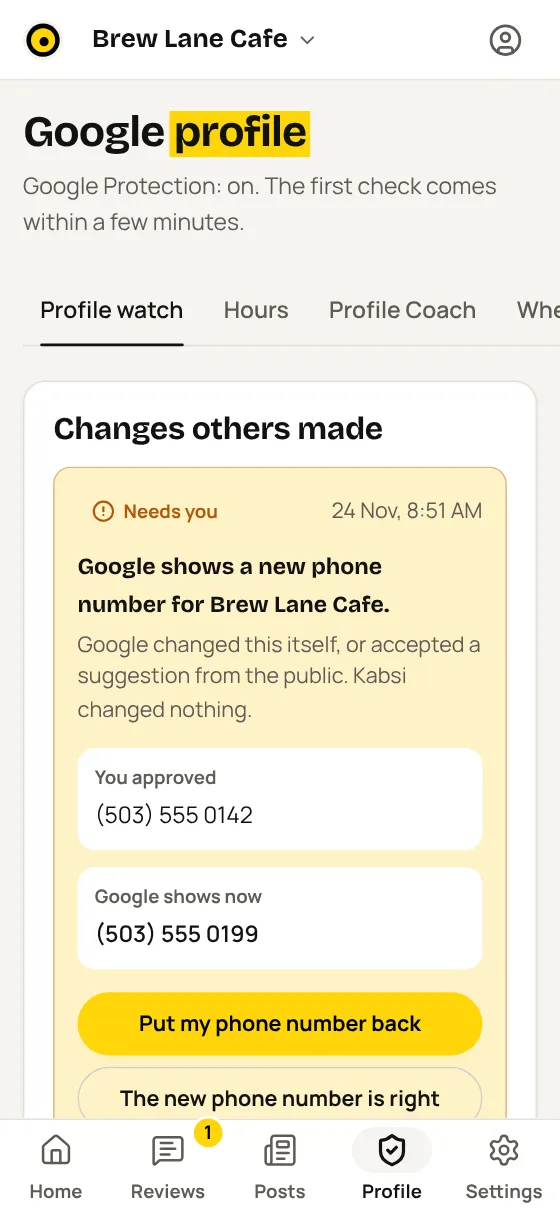 Brew Lane Cafe
Google profile
Google Protection: on. The first check comes
within a few minutes.
Profile watch
Hours
Profile Coach
Whe
Changes others made
Needs you
24 Nov, 8:51 AM
Google shows a new phone
number for Brew Lane Cafe.
Google changed this itself, or accepted a
suggestion from the public. Kabsi
changed nothing.
You approved
(503) 555 0142
Google shows now
(503) 555 0199
Put my phone number back
The new phone number is right
1
Home
Reviews
Posts
Profile
Settings